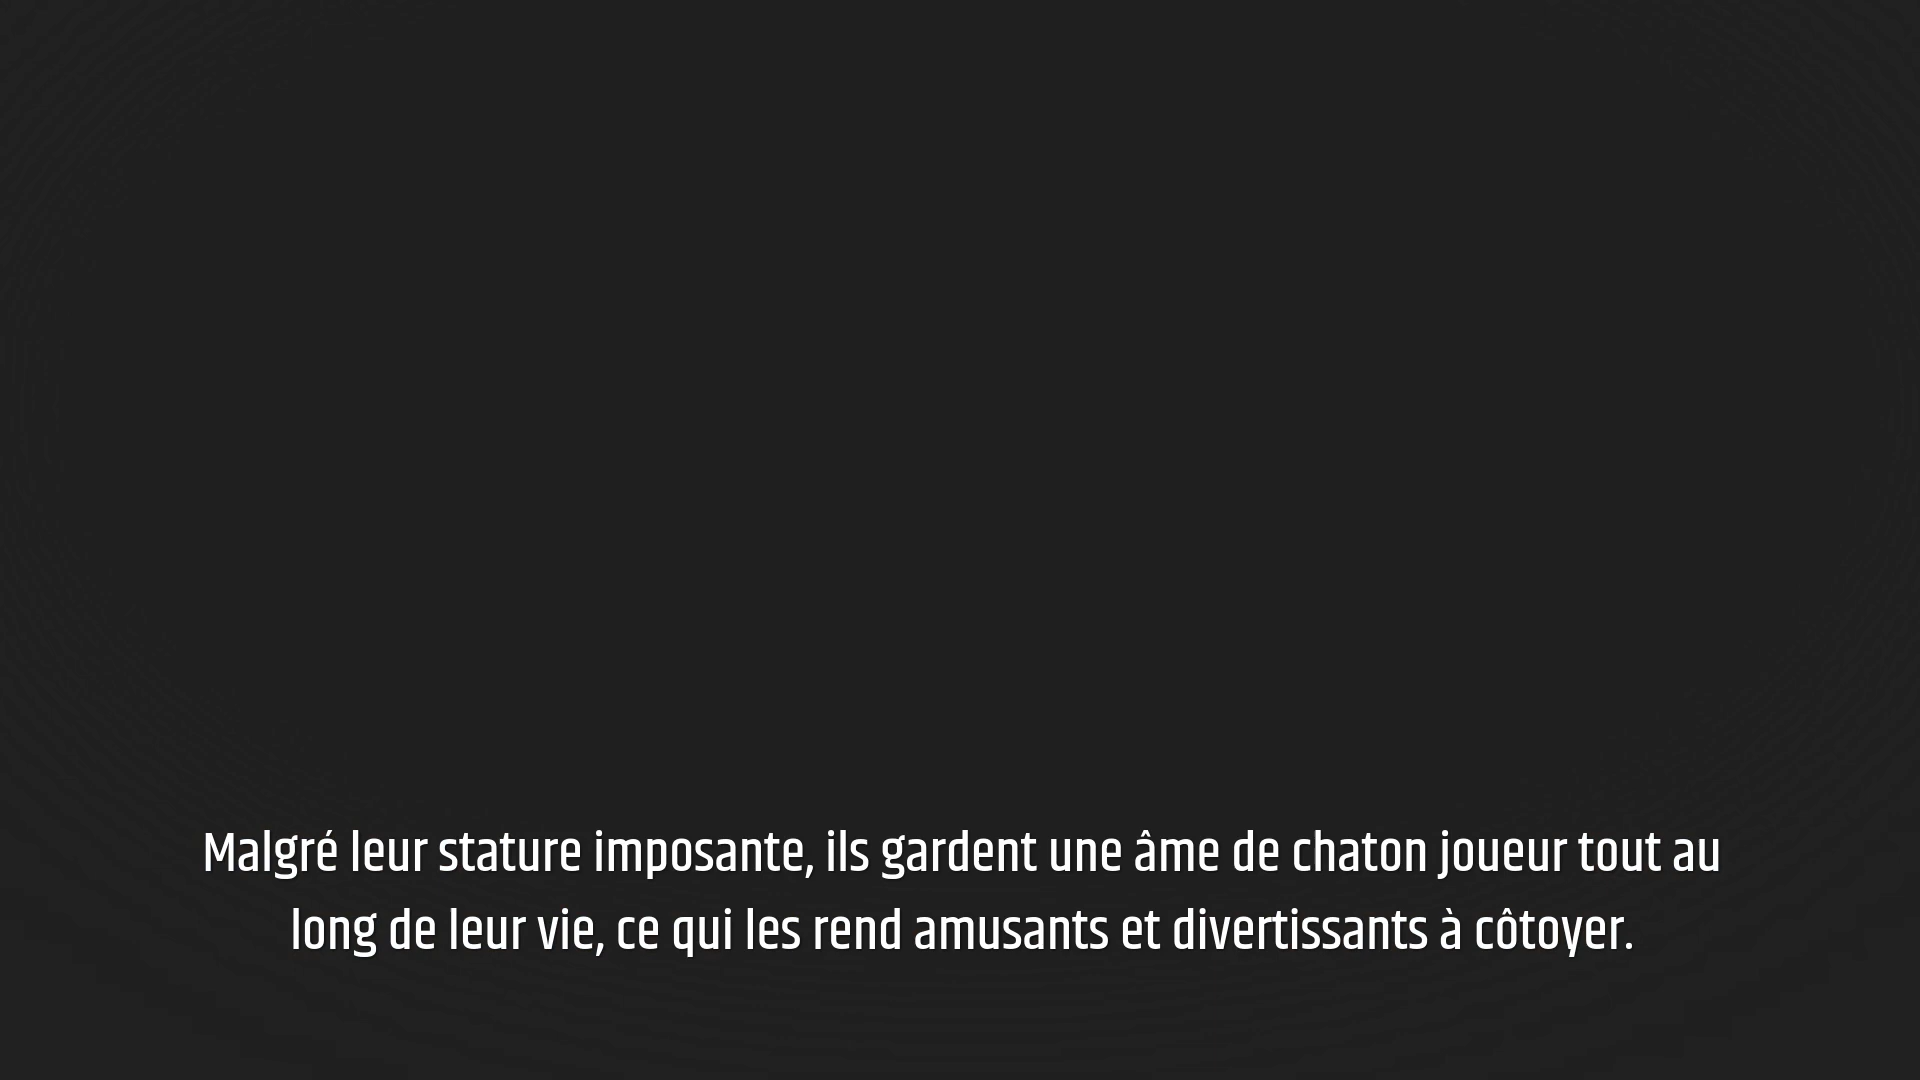 Malgré leur stature imposante, ils gardent une âme de chaton joueur tout au
long de leur vie, ce qui les rend amusants et divertissants à côtoyer.